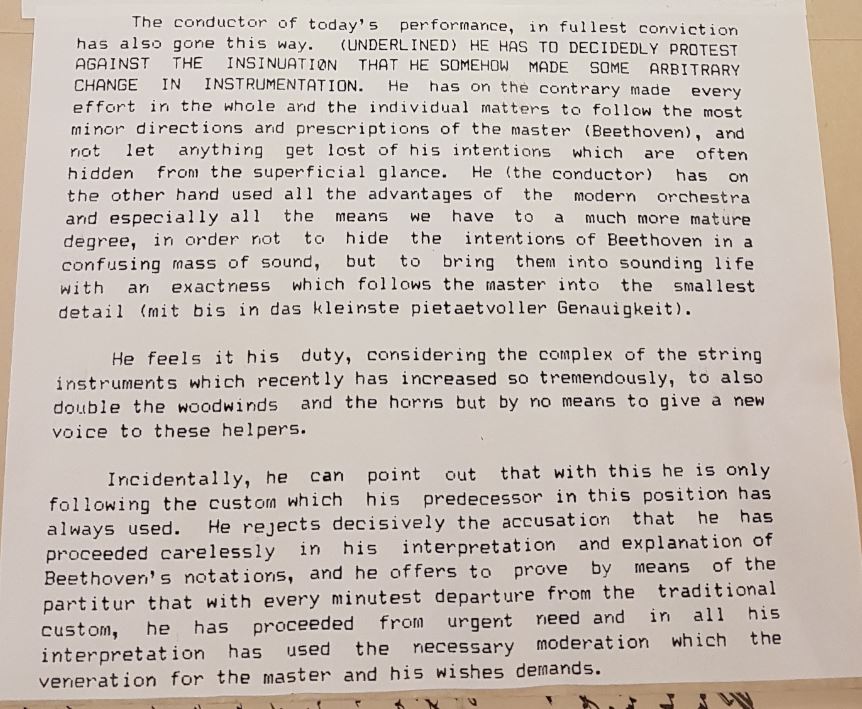 The conductor of today's performance, in fullest conviction
has also gone this way. (UNDERLINED) HE HAS TO DECIDEDLY PROTEST
AGAINST THE INSINUATIØN THAT HE SOMEHOW MADE SOME ARBITRARY
CHANGE IN INSTRUMENTATION. He has on the contrary made every
effort in the whole and the individual matters to follow the most
minor directions and prescriptions of the master (Beethoven), and
not let anything get lost of his intentions which are often
hidden from the superficial glance. He (the conductor) has on
the other hand used all the advantages of the modern orchestra
and especially all the means we have to a much more mature
degree, in order not to hide the intentions of Beethoven in a
confusing mass of sound, but to bring them into sounding life
with an exactness which follows the master into the smallest
detail (mit bis in das kleinste pietaetvoller Genauigkeit).
He feels it his duty, considering the complex of the string
instruments which recently has increased so tremendously, to also
double the woodwinds and the horns but by no means to give a new
voice to these helpers.
Incidentally, he can point out that with this he is only
following the custom which his predecessor in this position has
always used. He rejects decisively the accusation that he has
proceeded carelessly in his interpretation and explanation of
Beethoven's notations, and he offers to prove by means of the
partitur that with every minutest departure from the traditional
custom, he has proceeded from urgent need and in all his
interpretation has used the necessary moderation which the
veneration for the master and his wishes demands.